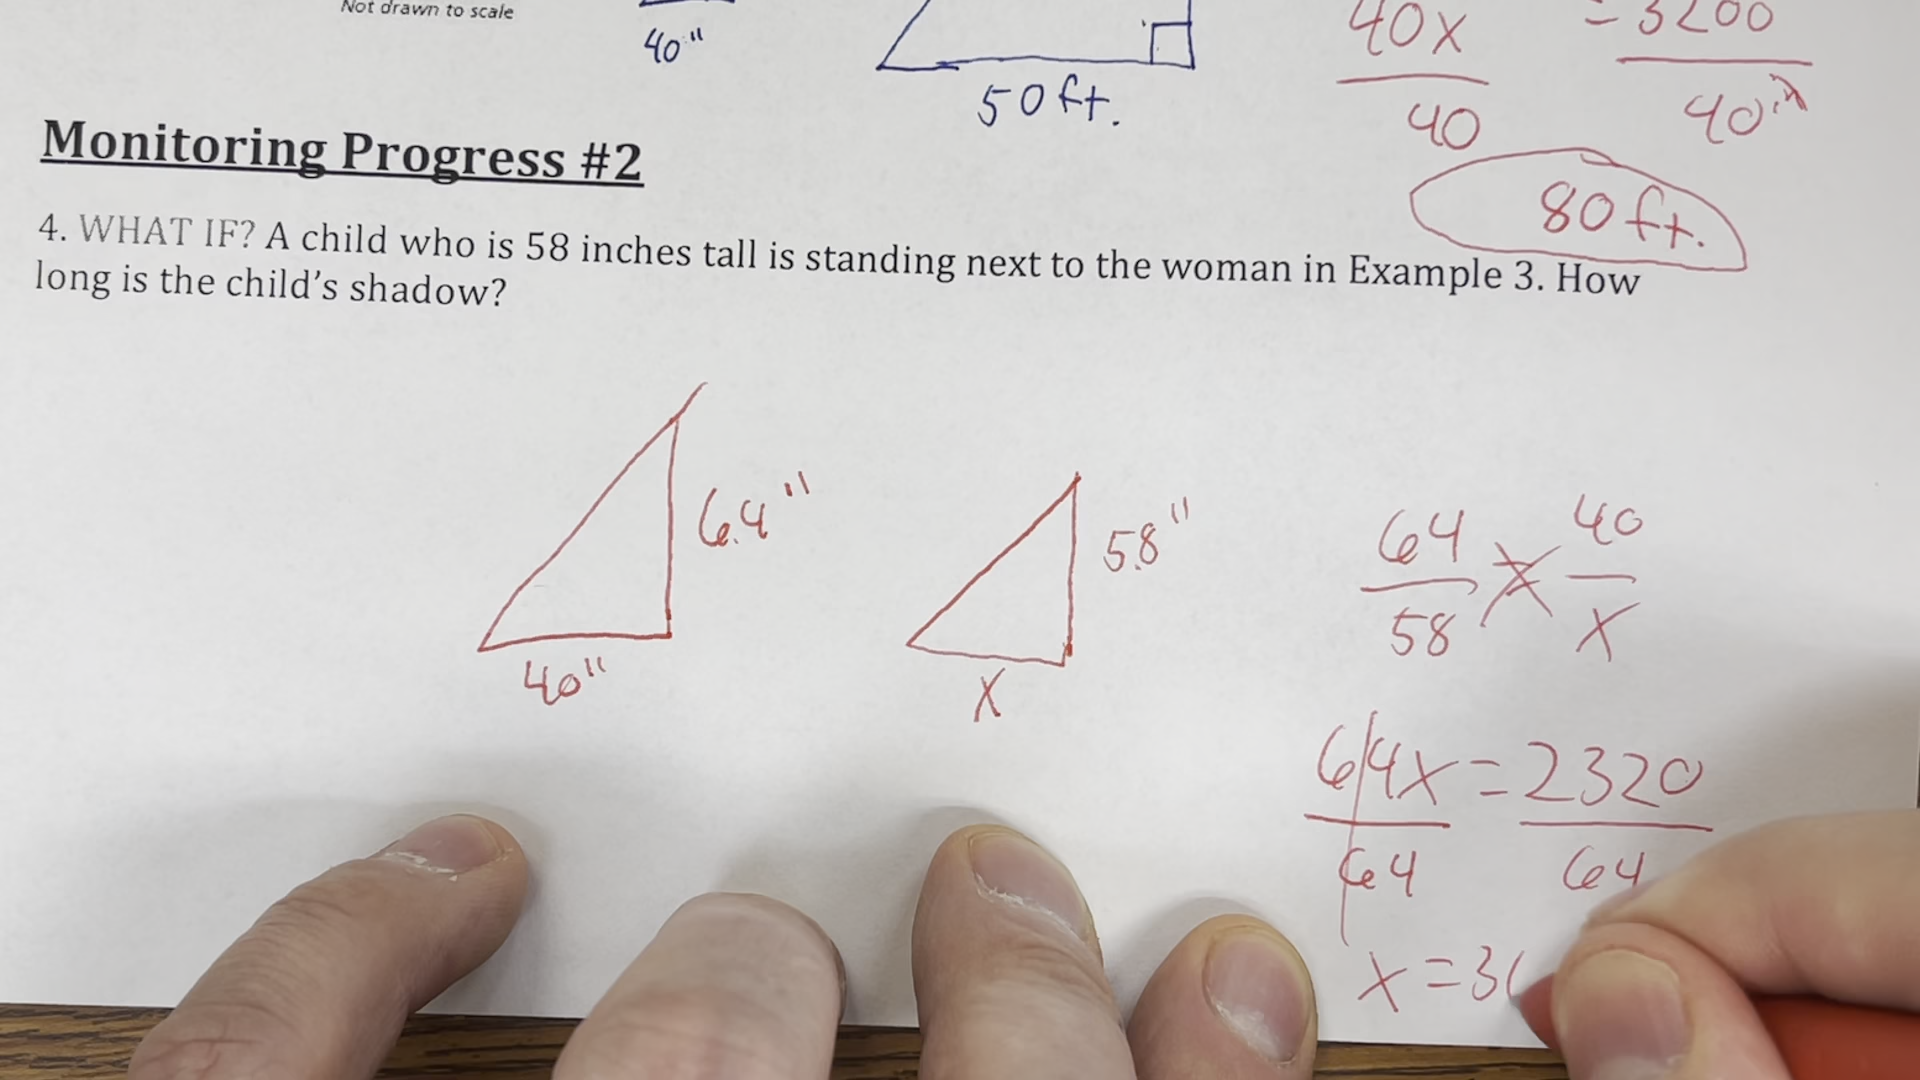 Not drawn to scale
40"
50 ft.
40x = 3200
40 40
80 ft.
Monitoring Progress #2
4. WHAT IF? A child who is 58 inches tall is standing next to the woman in Example 3. How
long is the child's shadow?
64"
40"
58"
x
64 40
58 x
64x = 2320
64 64
x = 3